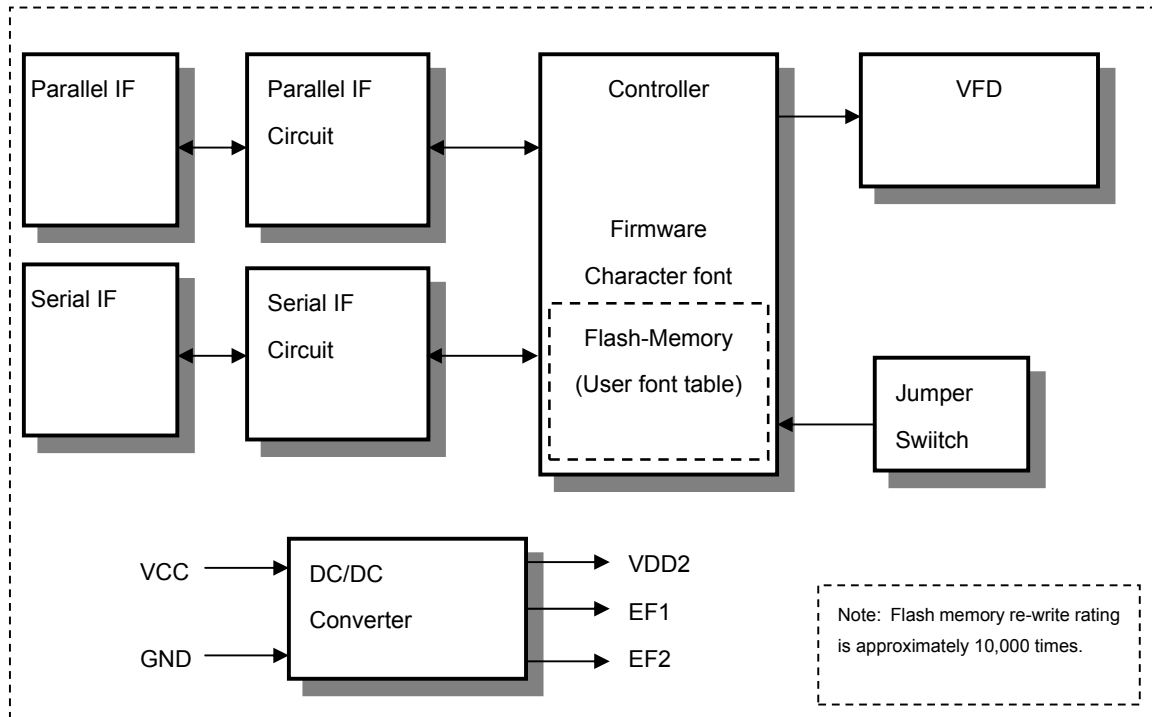 Parallel IF
Parallel IF
Circuit
Controller
VFD
Firmware
Character font
Serial IF
Serial IF
Circuit
Flash-Memory
(User font table)
Jumper
Swiitch
VCC
GND
DC/DC
Converter
VDD2
EF1
EF2
Note:  Flash memory re-write rating
is approximately 10,000 times.